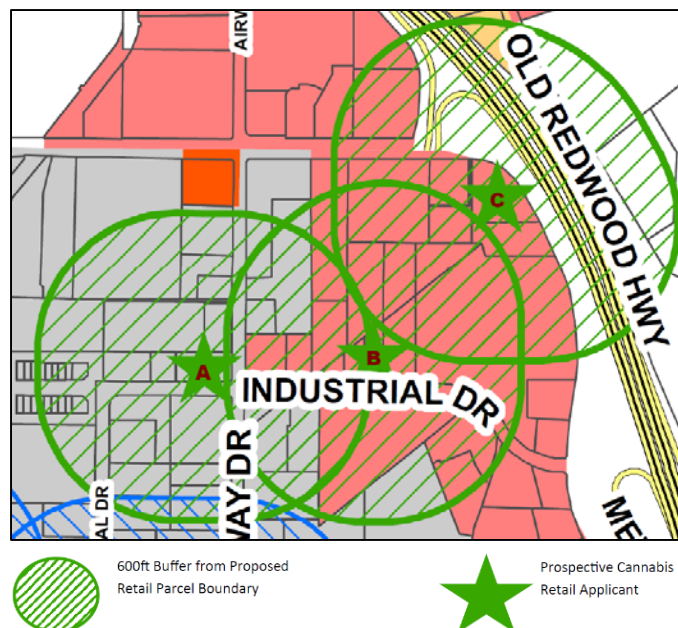 AIRW
OLD REDWOOD HWY
C
A
B
INDUSTRIAL DR
WAY DR
AL DR
ME
600ft Buffer from Proposed
Retail Parcel Boundary
Prospective Cannabis
Retail Applicant